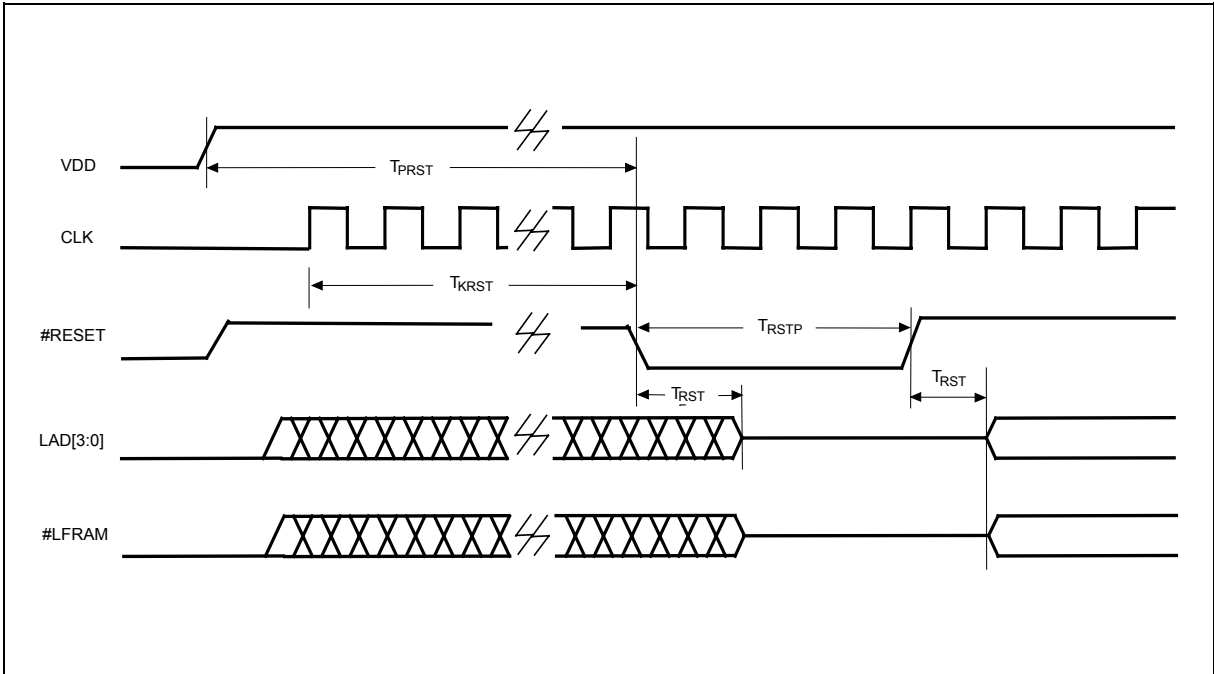 VDD
TPRST
CLK
TKRST
#RESET
TRSTP
TRST
TRST
LAD[3:0]
#LFRAM